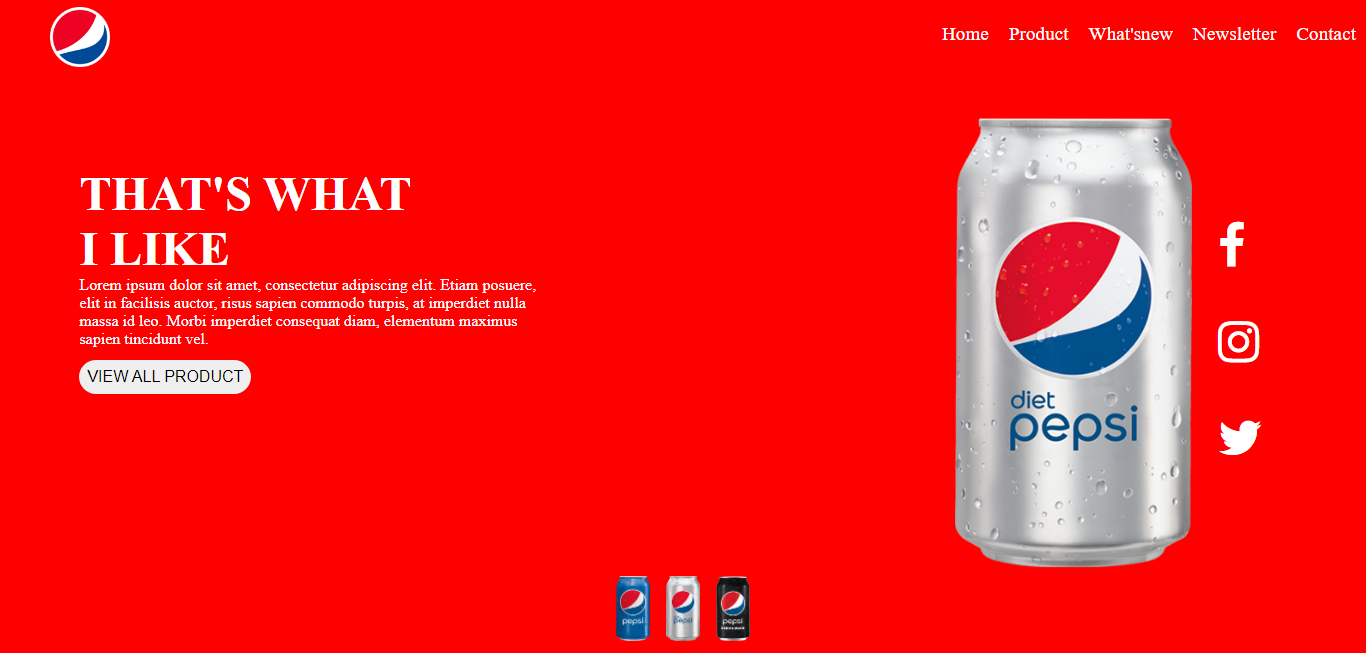 Home Product What'snew Newsletter Contact
THAT'S WHAT
I LIKE
Lorem ipsum dolor sit amet, consectetur adipiscing elit. Etiam posuere,
elit in facilisis auctor, risus sapien commodo turpis, at imperdiet nulla
massa id leo. Morbi imperdiet consequat diam, elementum maximus
sapien tincidunt vel.
VIEW ALL PRODUCT
diet
pepsi
pepsi
pepsi
pepsi